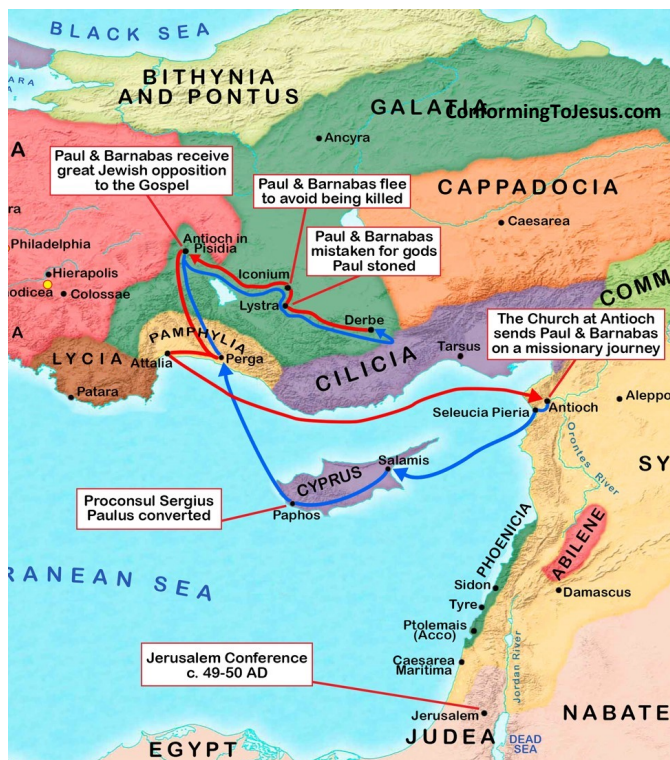 BLACK SEA
BITHYNIA
AND PONTUS
GALATIA
ConformingToJesus.com
Ancyra
Paul & Barnabas receive
great Jewish opposition
to the Gospel
Paul & Barnabas flee
to avoid being killed
CAPPADOCIA
Caesarea
Paul & Barnabas
mistaken for gods
Paul stoned
Antioch in
Pisidia
Philadelphia
Hierapolis
odicea
Colossae
Iconium
Lystra
Derbe
COMM
The Church at Antioch
sends Paul & Barnabas
on a missionary journey
PAMPHYLIA
LYCIA
Attalia
Perga
CILICIA
Tarsus
Patara
Seleucia Pieria
Antioch
Aleppo
Orontes River
SY
CYPRUS
Salamis
Paphos
Proconsul Sergius
Paulus converted
RANEAN SEA
PHOENICIA
ABILENE
Sidon
Damascus
Tyre
Ptolemais
(Acco)
Caesarea
Maritima
Jordan River
Jerusalem Conference
c. 49-50 AD
Jerusalem
JUDEA
DEAD
SEA
NABATE
EGYPT